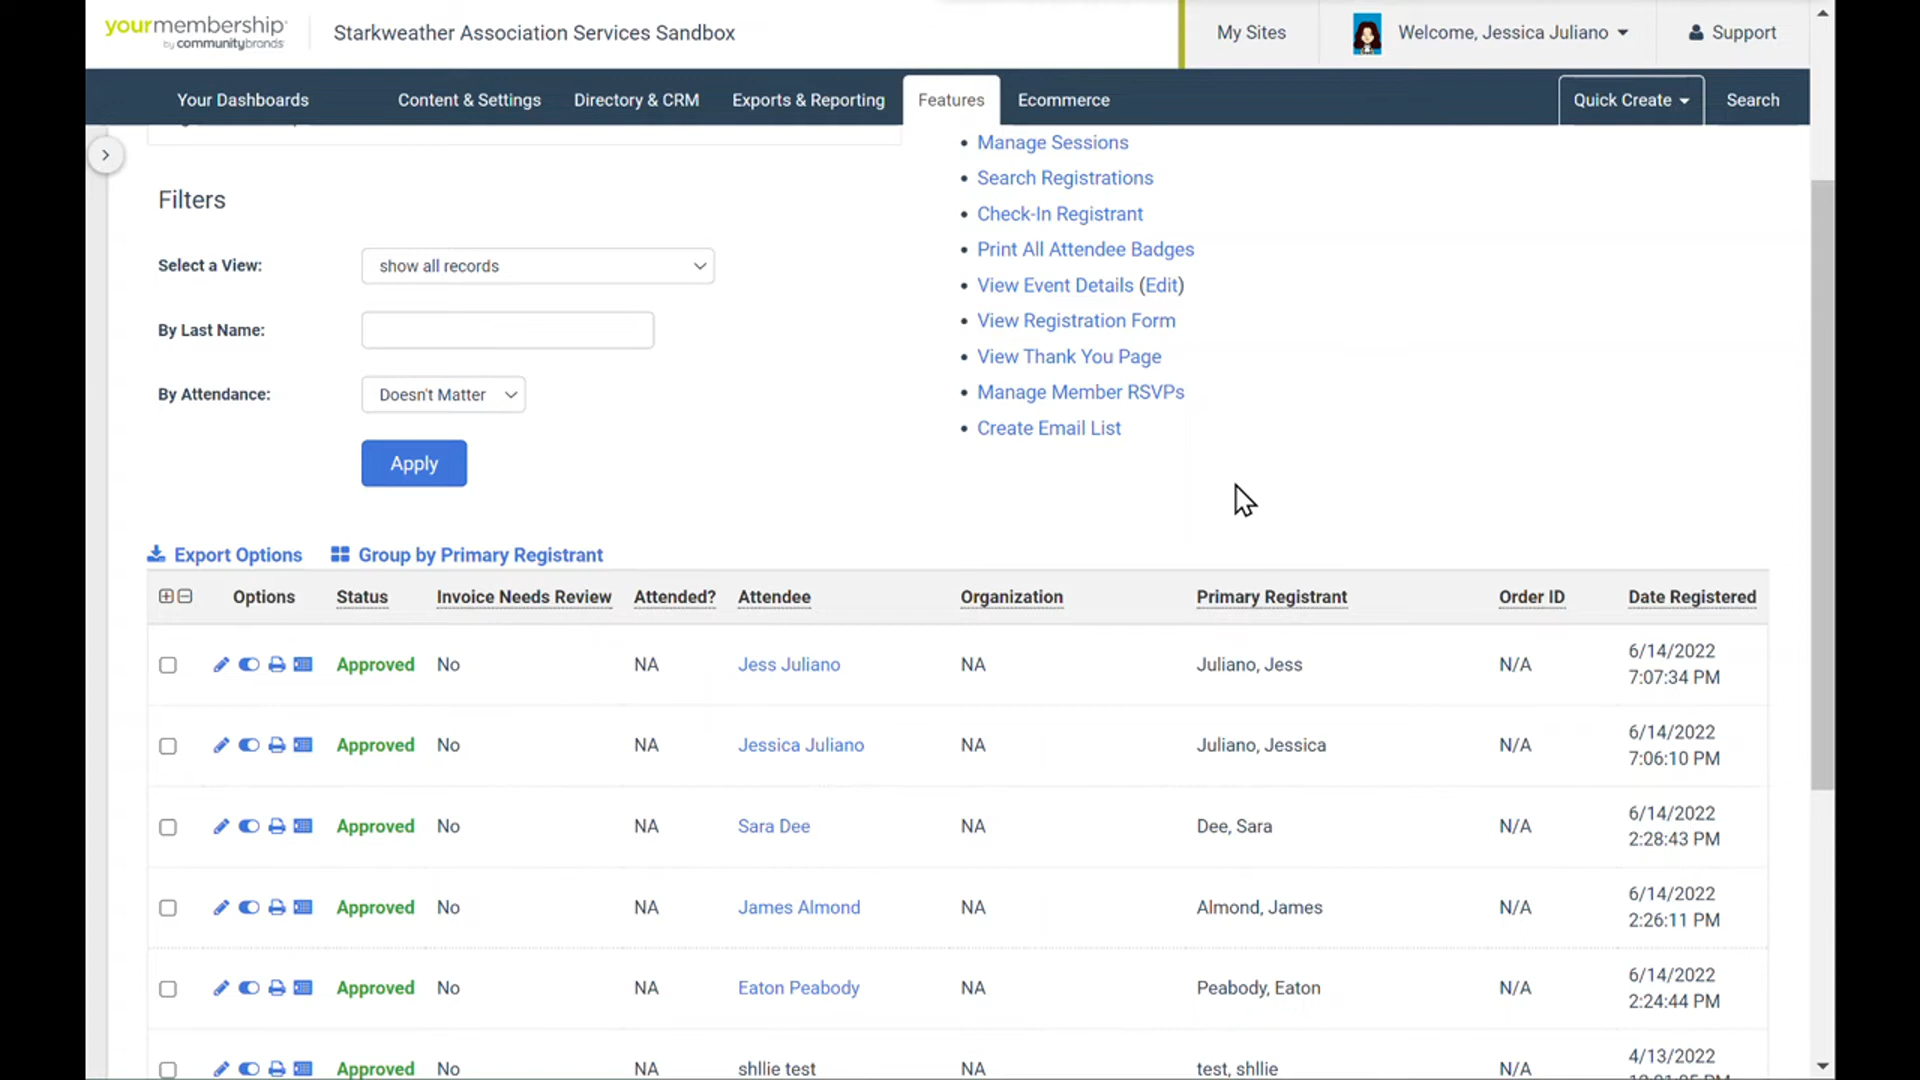 yourmembership
by communitybrands
Starkweather Association Services Sandbox
My Sites
Welcome, Jessica Juliano
Support
Your Dashboards
Content & Settings
Directory & CRM
Exports & Reporting
Features
Ecommerce
Quick Create
Search
Manage Sessions
Search Registrations
Check-In Registrant
Print All Attendee Badges
View Event Details (Edit)
View Registration Form
View Thank You Page
Manage Member RSVPs
Create Email List
Filters
Select a View: show all records
By Last Name:
By Attendance: Doesn't Matter
Apply
Export Options Group by Primary Registrant
Options Status Invoice Needs Review Attended? Attendee Organization Primary Registrant Order ID Date Registered
Approved No NA Jess Juliano NA Juliano, Jess N/A 6/14/2022
7:07:34 PM
Approved No NA Jessica Juliano NA Juliano, Jessica N/A 6/14/2022
7:06:10 PM
Approved No NA Sara Dee NA Dee, Sara N/A 6/14/2022
2:28:43 PM
Approved No NA James Almond NA Almond, James N/A 6/14/2022
2:26:11 PM
Approved No NA Eaton Peabody NA Peabody, Eaton N/A 6/14/2022
2:24:44 PM
Approved No NA shllie test NA test, shllie N/A 4/13/2022